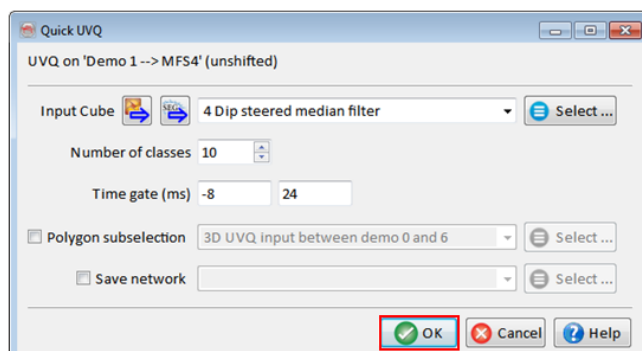 Quick UVQ
UVQ on 'Demo 1 --> MFS4' (unshifted)
Input Cube SEG 4 Dip steered median filter Select ...
Number of classes 10
Time gate (ms) -8 24
Polygon subselection 3D UVQ input between demo 0 and 6 Select ...
Save network Select ...
OK Cancel ? Help